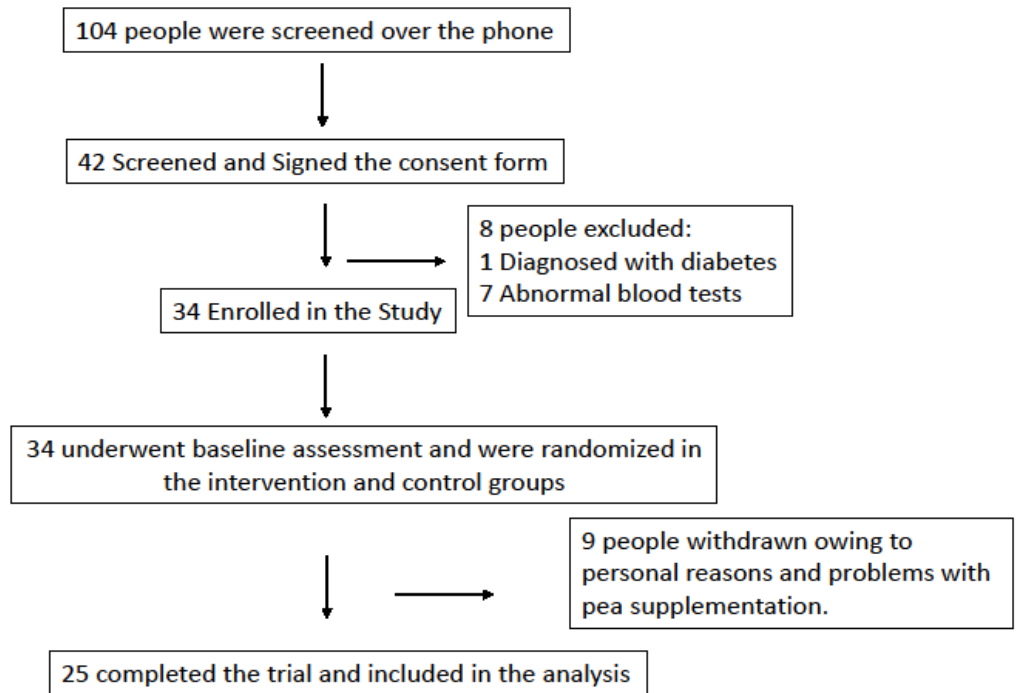 104 people were screened over the phone
42 Screened and Signed the consent form
8 people excluded:
1 Diagnosed with diabetes
7 Abnormal blood tests
34 Enrolled in the Study
34 underwent baseline assessment and were randomized in
the intervention and control groups
9 people withdrawn owing to
personal reasons and problems with
pea supplementation.
25 completed the trial and included in the analysis